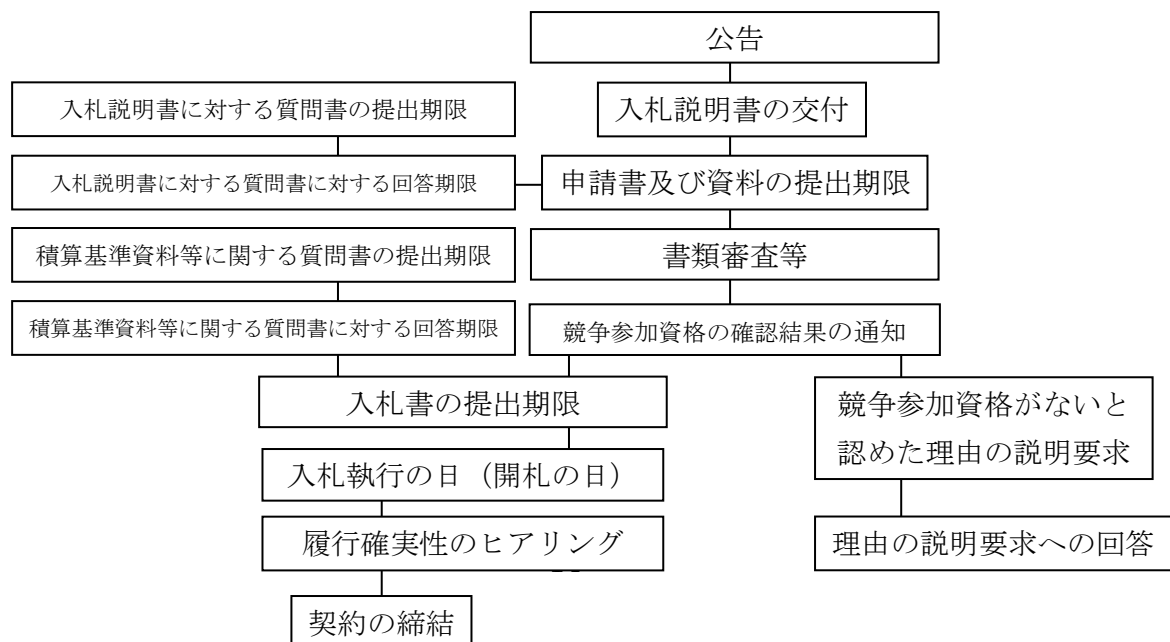 公告
入札説明書に対する質問書の提出期限
入札説明書の交付
入札説明書に対する質問書に対する回答期限
申請書及び資料の提出期限
積算基準資料等に関する質問書の提出期限
書類審査等
積算基準資料等に関する質問書に対する回答期限
競争参加資格の確認結果の通知
入札書の提出期限
競争参加資格がないと
認めた理由の説明要求
入札執行の日（開札の日）
履行確実性のヒアリング
理由の説明要求への回答
契約の締結